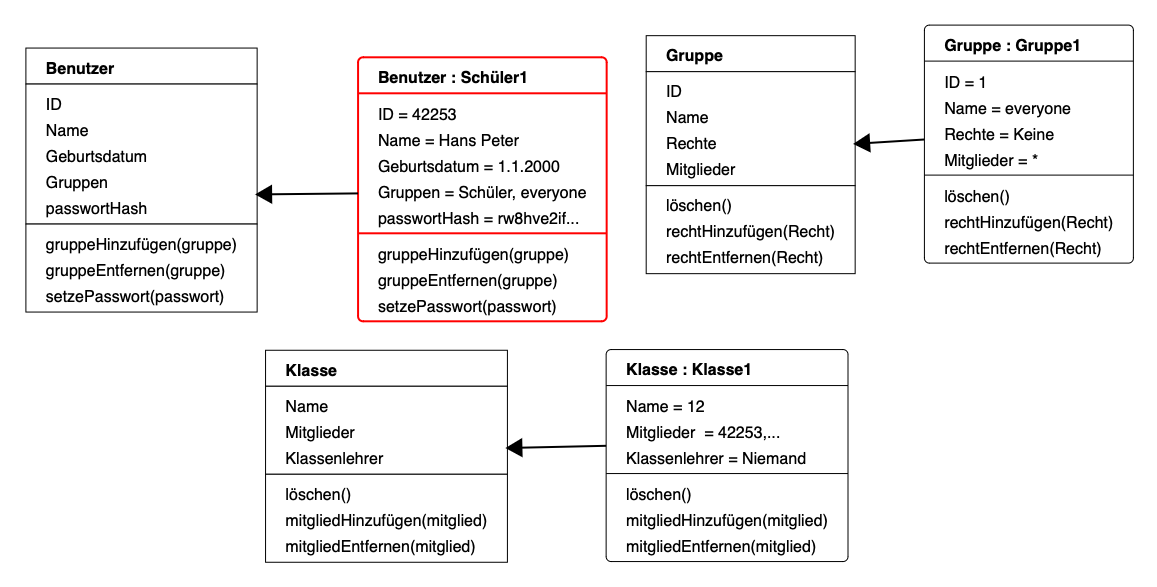 Benutzer
ID
Name
Geburtsdatum
Gruppen
passwortHash
gruppeHinzufügen(gruppe)
gruppeEntfernen(gruppe)
setzePasswort(passwort)
Benutzer : Schüler1
ID = 42253
Name = Hans Peter
Geburtsdatum = 1.1.2000
Gruppen = Schüler, everyone
passwortHash = rw8hve2if...
gruppeHinzufügen(gruppe)
gruppeEntfernen(gruppe)
setzePasswort(passwort)
Gruppe
ID
Name
Rechte
Mitglieder
löschen()
rechtHinzufügen(Recht)
rechtEntfernen(Recht)
Gruppe : Gruppe1
ID = 1
Name = everyone
Rechte = Keine
Mitglieder = *
löschen()
rechtHinzufügen(Recht)
rechtEntfernen(Recht)
Klasse
Name
Mitglieder
Klassenlehrer
löschen()
mitgliedHinzufügen(mitglied)
mitgliedEntfernen(mitglied)
Klasse : Klasse1
Name = 12
Mitglieder  = 42253,...
Klassenlehrer = Niemand
löschen()
mitgliedHinzufügen(mitglied)
mitgliedEntfernen(mitglied)